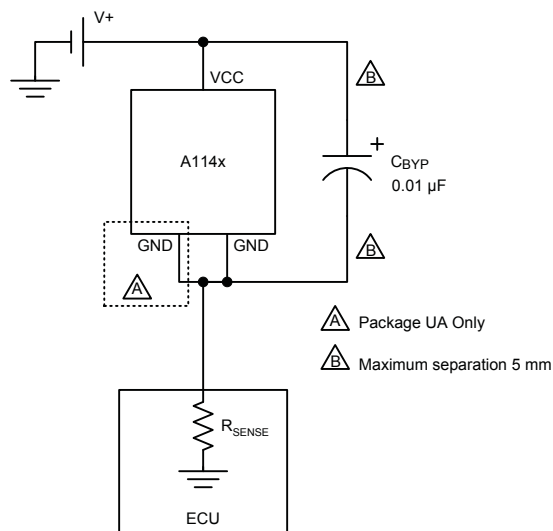 V+
VCC
A114x
GND
GND
A
B
+
CBYP
0.01 µF
B
A Package UA Only
B Maximum separation 5 mm
RSENSE
ECU